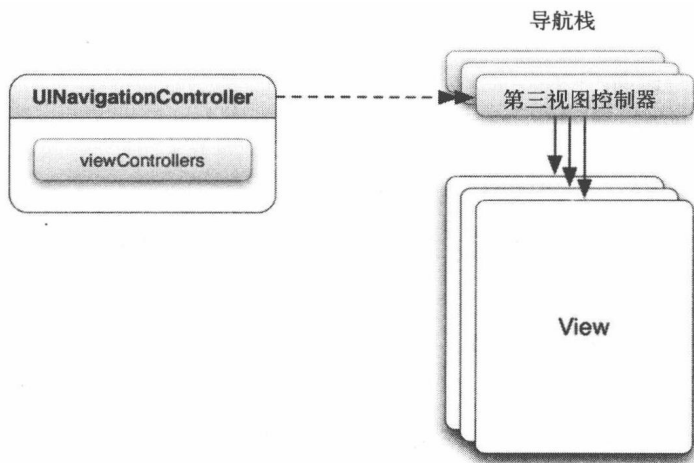 导航栈
UINavigationController
第三视图控制器
viewControllers
View